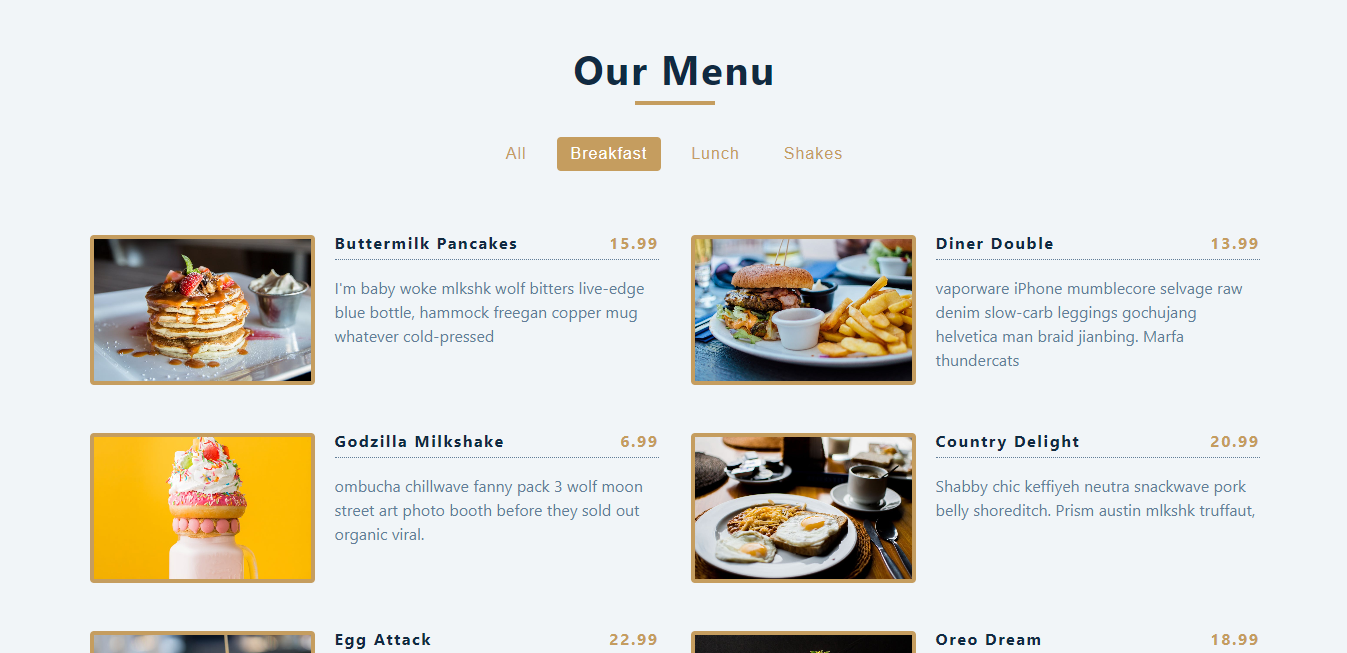 Our Menu
All Breakfast Lunch Shakes
Buttermilk Pancakes 15.99
I'm baby woke mlkshk wolf bitters live-edge
blue bottle, hammock freegan copper mug
whatever cold-pressed
Diner Double 13.99
vaporware iPhone mumblecore selvage raw
denim slow-carb leggings gochujang
helvetica man braid jianbing. Marfa
thundercats
Godzilla Milkshake 6.99
ombucha chillwave fanny pack 3 wolf moon
street art photo booth before they sold out
organic viral.
Country Delight 20.99
Shabby chic keffiyeh neutra snackwave pork
belly shoreditch. Prism austin mlkshk truffaut,
Egg Attack 22.99
Oreo Dream 18.99